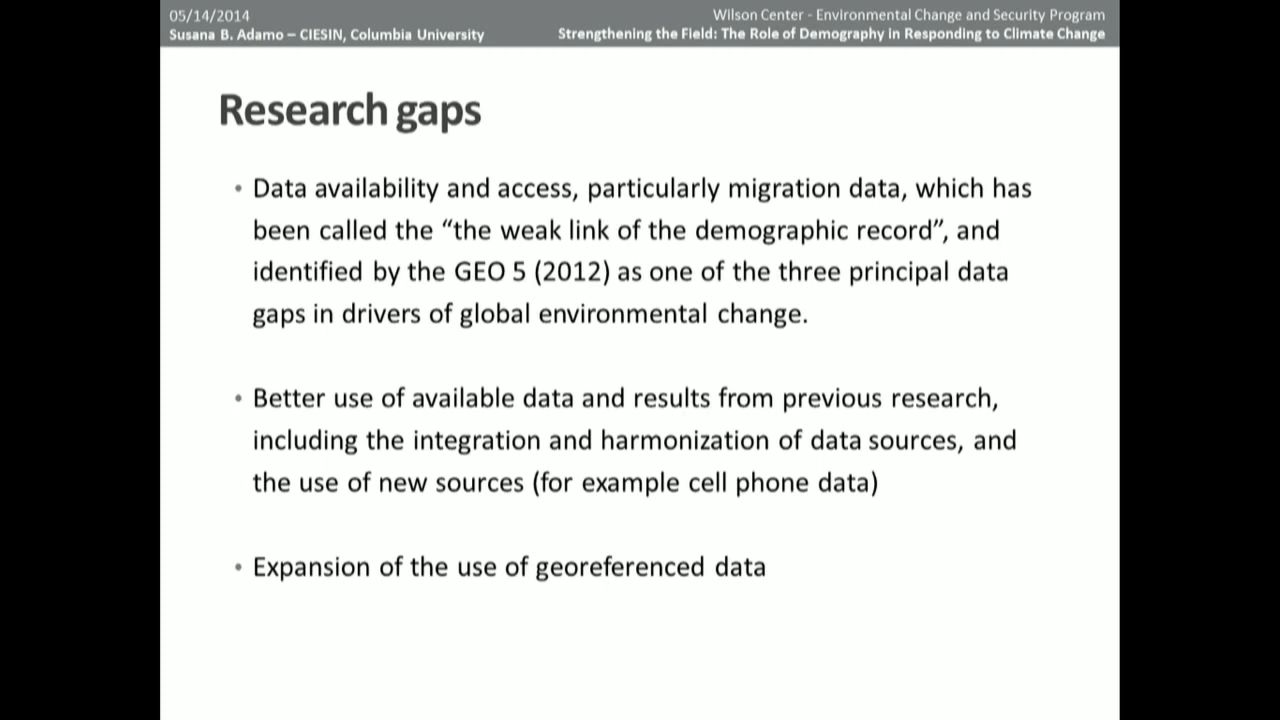 05/14/2014
Susana B. Adamo – CIESIN, Columbia University
Wilson Center - Environmental Change and Security Program
Strengthening the Field: The Role of Demography in Responding to Climate Change
Research gaps
• Data availability and access, particularly migration data, which has
been called the “the weak link of the demographic record”, and
identified by the GEO 5 (2012) as one of the three principal data
gaps in drivers of global environmental change.
• Better use of available data and results from previous research,
including the integration and harmonization of data sources, and
the use of new sources (for example cell phone data)
• Expansion of the use of georeferenced data